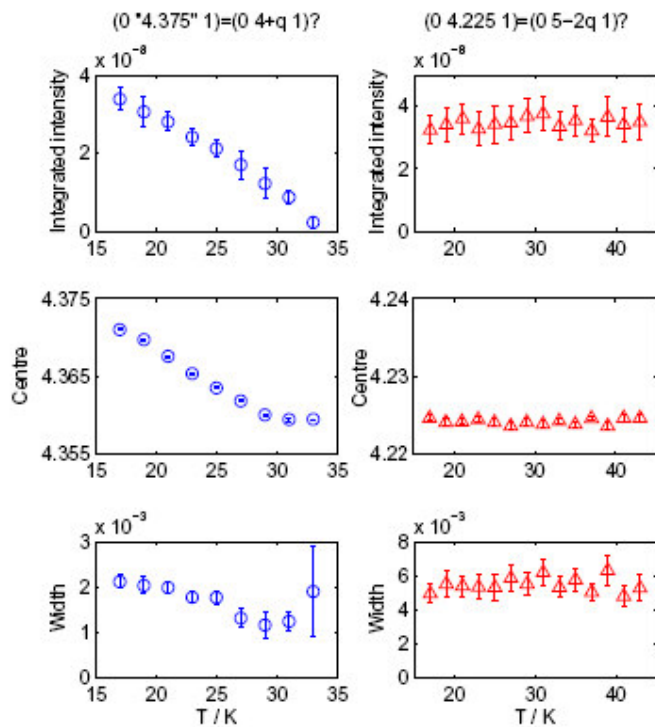 (0 "4.375" 1)=(0 4+q 1)?
(0 4.225 1)=(0 5−2q 1)?
x 10⁻⁸
4
2
0
Integrated intensity
15 20 25 30 35
x 10⁻⁸
4
2
0
Integrated intensity
20 30 40
4.375
4.365
4.355
Centre
15 20 25 30 35
4.24
4.23
4.22
Centre
20 30 40
x 10⁻³
3
2
1
0
Width
15 20 25 30 35
T / K
x 10⁻³
8
6
4
2
0
Width
20 30 40
T / K